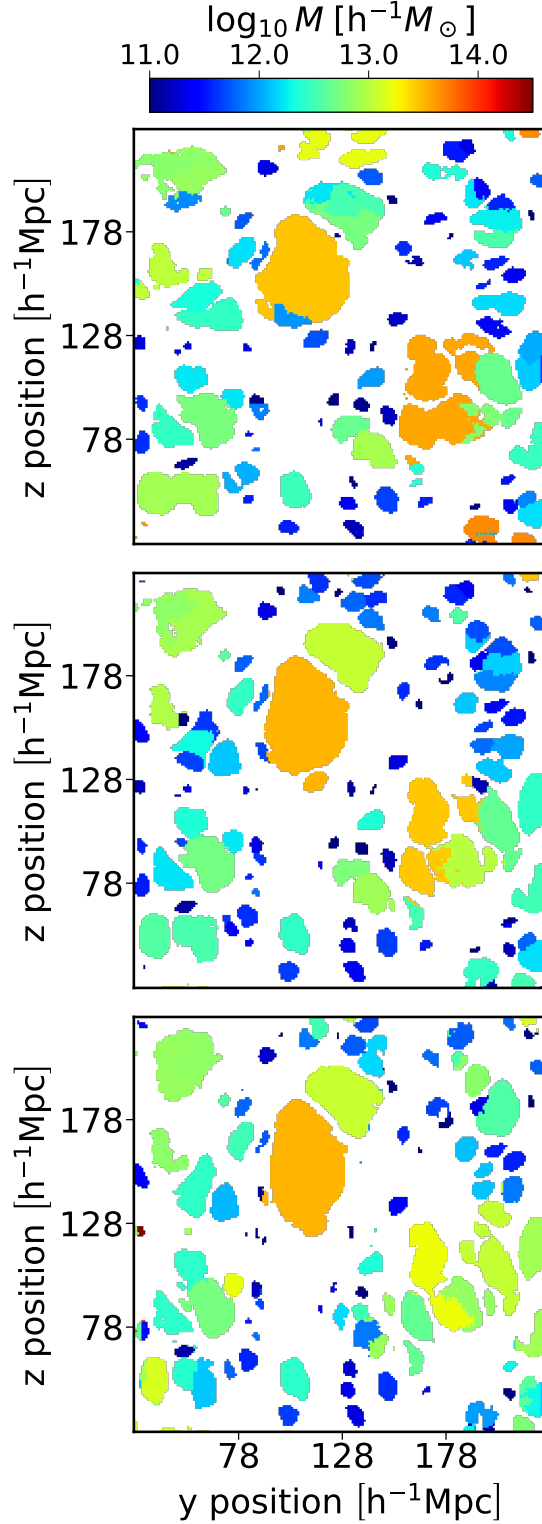 log₁₀ M [h⁻¹M⊙]
11.0 12.0 13.0 14.0
z position [h⁻¹Mpc]
178
128
78
z position [h⁻¹Mpc]
178
128
78
z position [h⁻¹Mpc]
178
128
78
78 128 178
y position [h⁻¹Mpc]